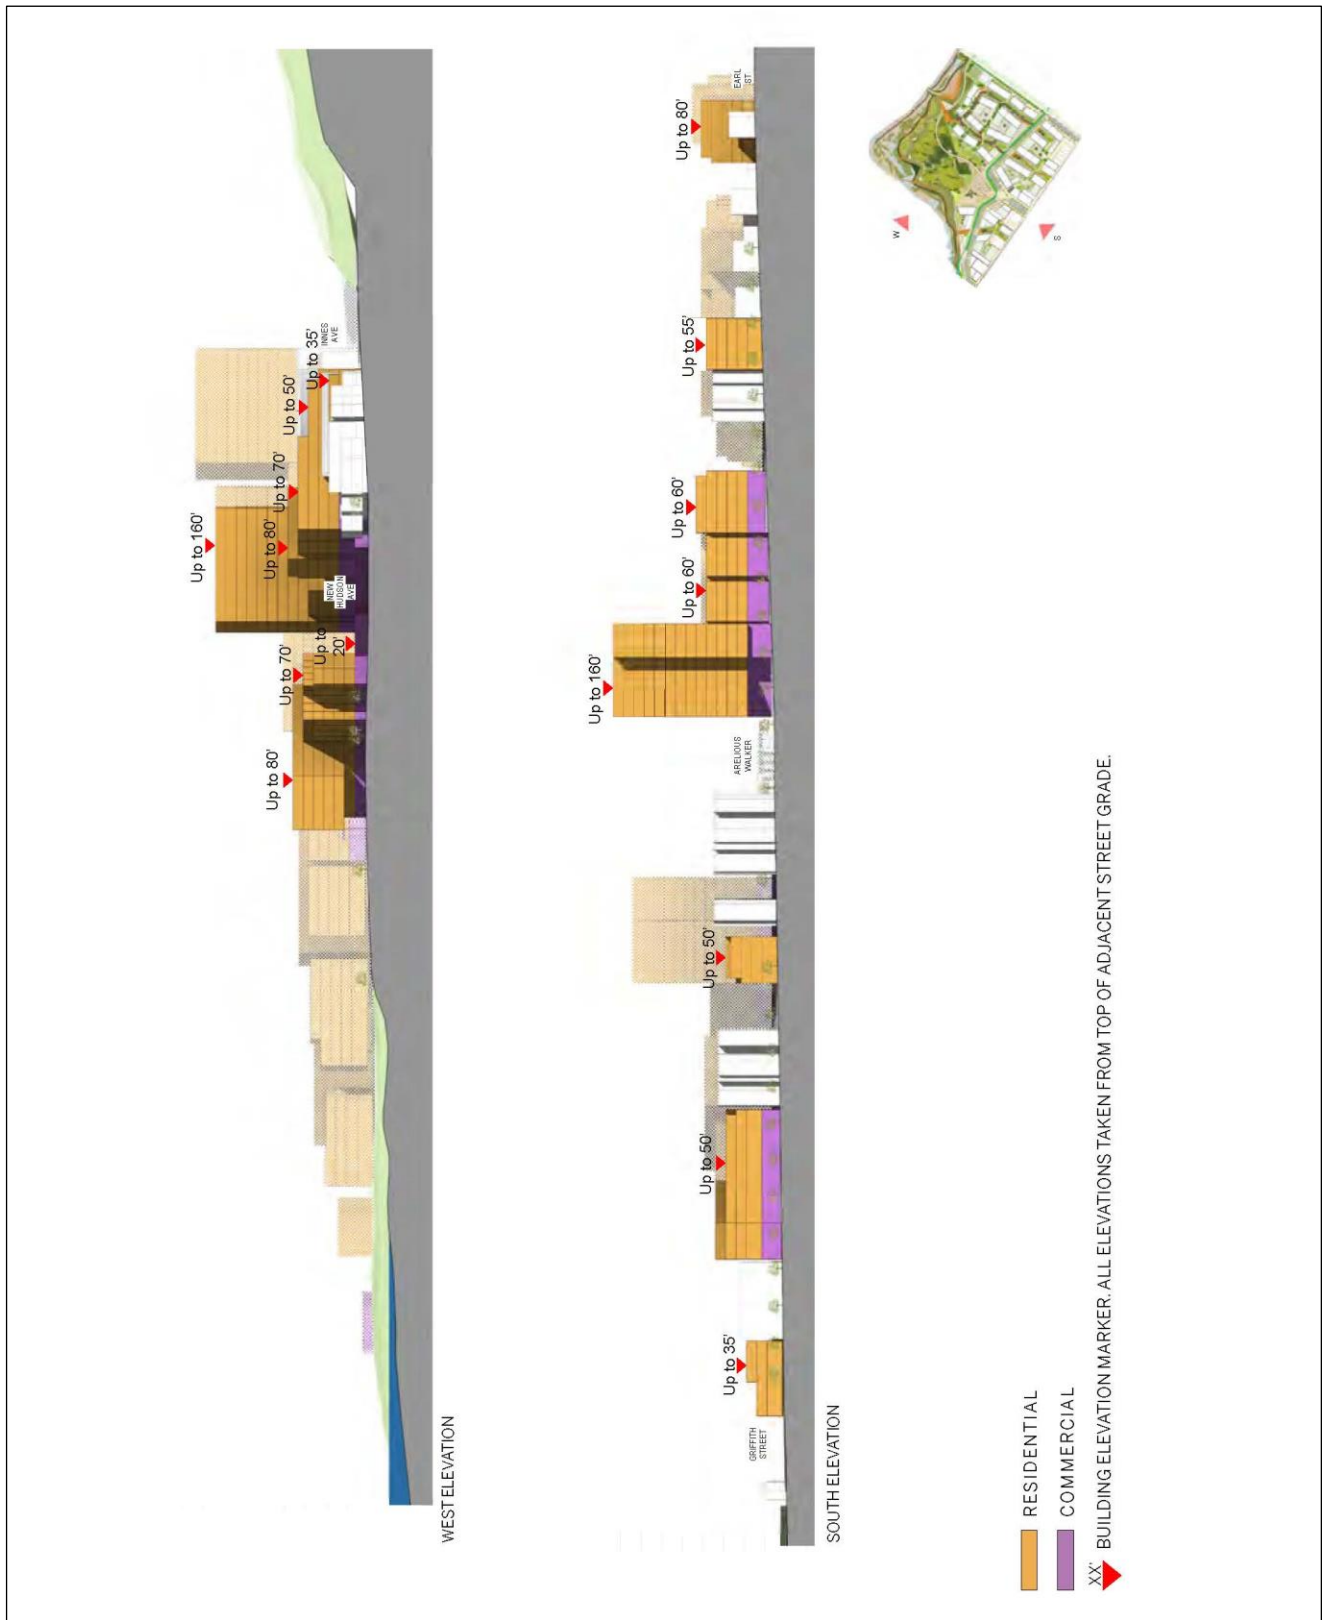 Up to 80'
Up to 70'
Up to
20'
NEW
HUDSON
AVE
Up to 160'
Up to 80'
Up to 70'
Up to 50'
Up to 35'
INNES
AVE
WEST ELEVATION
GRIFFITH
STREET
Up to 35'
Up to 50'
Up to 50'
ARELIOUS
WALKER
Up to 160'
Up to 60'
Up to 60'
Up to 55'
Up to 80'
EARL
ST
SOUTH ELEVATION
W
S
RESIDENTIAL
COMMERCIAL
XX' BUILDING ELEVATION MARKER. ALL ELEVATIONS TAKEN FROM TOP OF ADJACENT STREET GRADE.